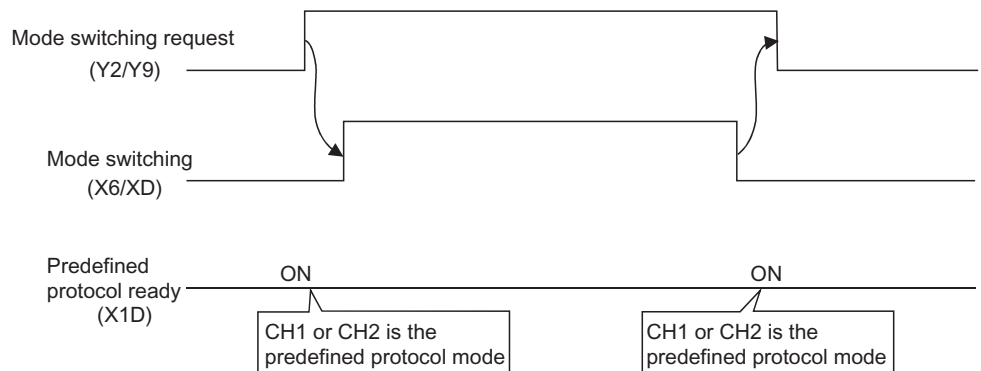 Mode switching request
(Y2/Y9)
Mode switching
(X6/XD)
Predefined
protocol ready
(X1D)
ON
ON
CH1 or CH2 is the
predefined protocol mode
CH1 or CH2 is the
predefined protocol mode